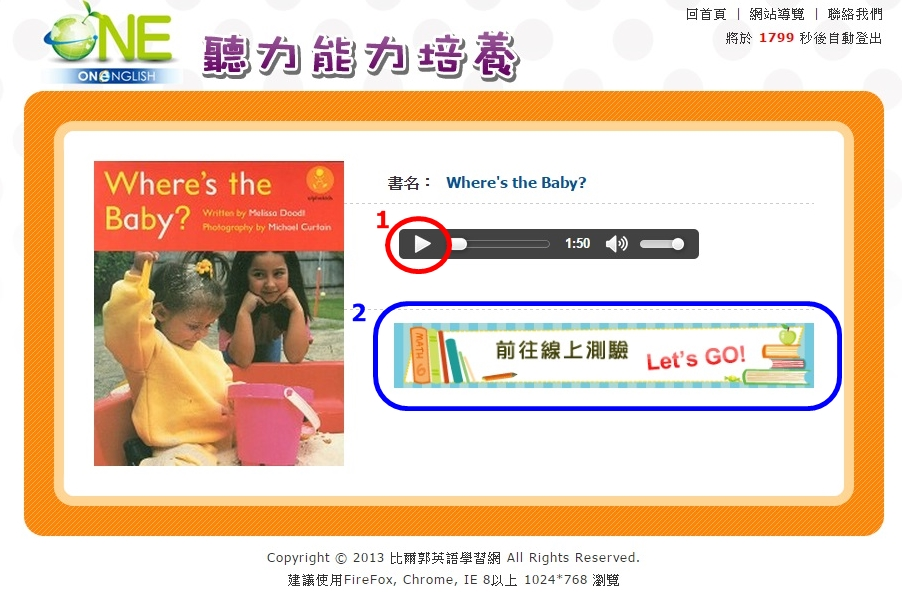 ONE
ONENGLISH
聽力能力培養
回首頁 | 網站導覽 | 聯絡我們
將於 1799 秒後自動登出
Where's the
Baby?
Written by Melissa Doodt
Photography by Michael Curtain
書名： Where's the Baby?
1
1:50
2
MATH
前往線上測驗
Let's GO!
Copyright © 2013 比爾郭英語學習網 All Rights Reserved.
建議使用FireFox, Chrome, IE 8以上 1024*768 瀏覽